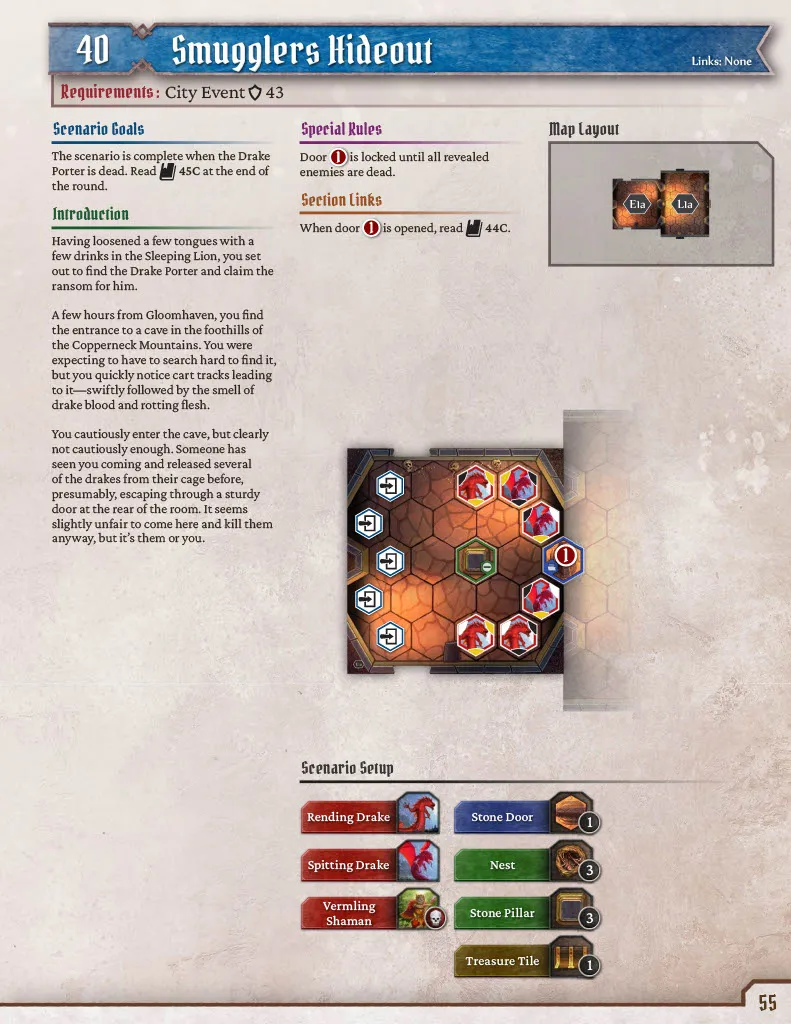 40 Smugglers Hideout
Links: None
Requirements: City Event 43
Scenario Goals
The scenario is complete when the Drake
Porter is dead. Read 45C at the end of
the round.
Introduction
Having loosened a few tongues with a
few drinks in the Sleeping Lion, you set
out to find the Drake Porter and claim the
ransom for him.
A few hours from Gloomhaven, you find
the entrance to a cave in the foothills of
the Copperneck Mountains. You were
expecting to have to search hard to find it,
but you quickly notice cart tracks leading
to it—swiftly followed by the smell of
drake blood and rotting flesh.
You cautiously enter the cave, but clearly
not cautiously enough. Someone has
seen you coming and released several
of the drakes from their cage before,
presumably, escaping through a sturdy
door at the rear of the room. It seems
slightly unfair to come here and kill them
anyway, but it's them or you.
Special Rules
Door 1 is locked until all revealed
enemies are dead.
Section Links
When door 1 is opened, read 44C.
Map Layout
E1a
L1a
1
E1a
Scenario Setup
Rending Drake
Spitting Drake
Vermling
Shaman
Stone Door
1
Nest
3
Stone Pillar
3
Treasure Tile
1
55